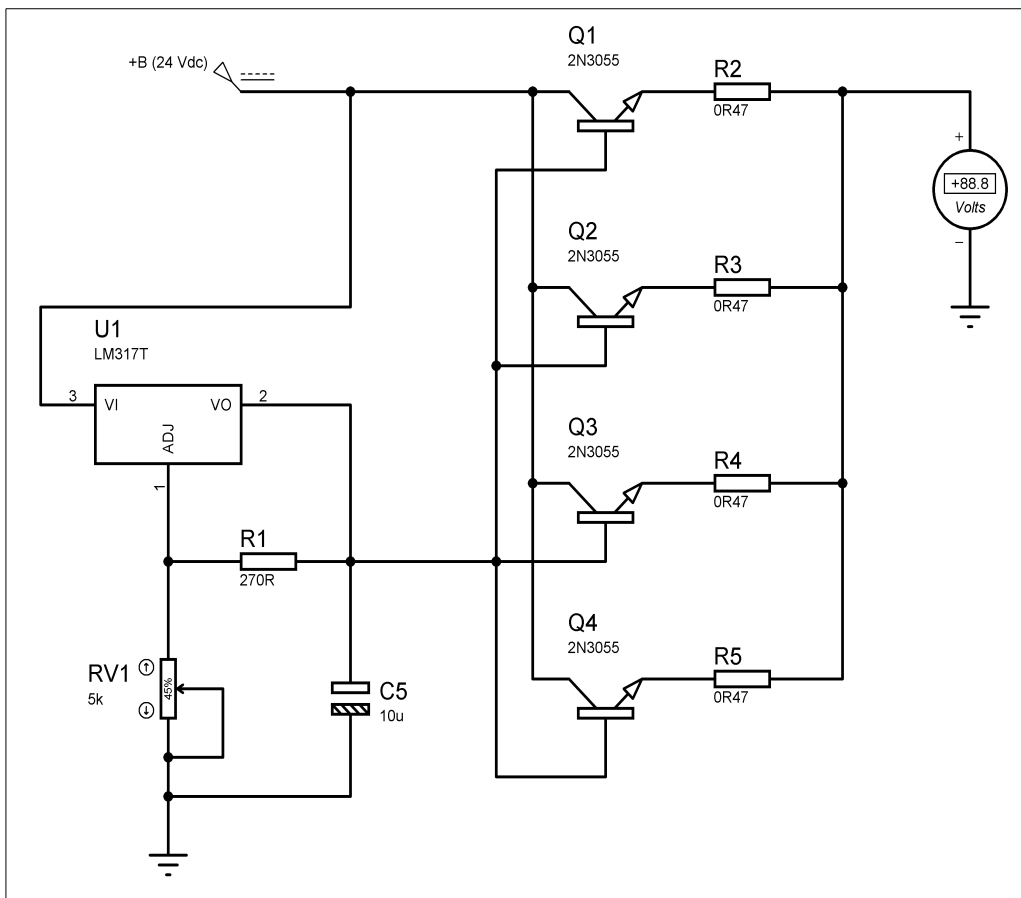 Q1
2N3055
+B (24 Vdc)
R2
0R47
+
+88.8
Volts
−
Q2
2N3055
R3
0R47
U1
LM317T
3
VI
VO
2
ADJ
1
Q3
2N3055
R4
0R47
R1
270R
Q4
2N3055
R5
0R47
RV1
5k
45%
C5
10u